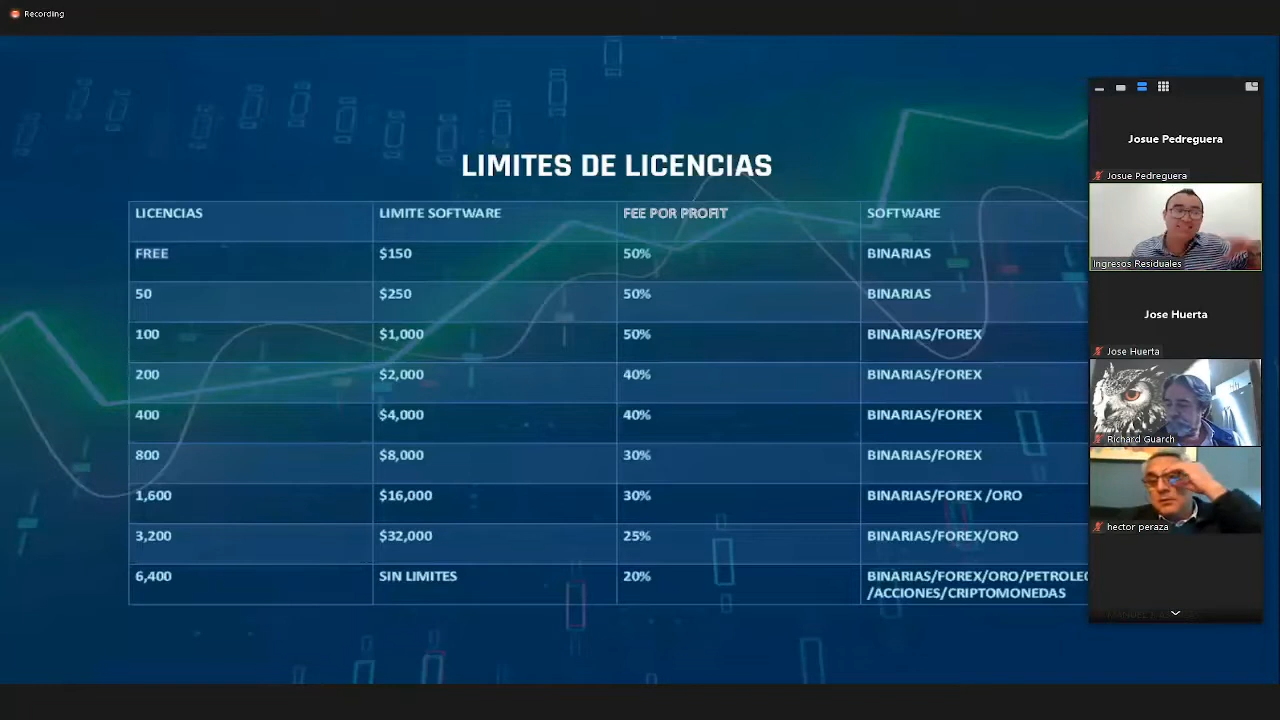 Recording
LIMITES DE LICENCIAS
LICENCIAS LIMITE SOFTWARE FEE POR PROFIT SOFTWARE
FREE $150 50% BINARIAS
50 $250 50% BINARIAS
100 $1,000 50% BINARIAS/FOREX
200 $2,000 40% BINARIAS/FOREX
400 $4,000 40% BINARIAS/FOREX
800 $8,000 30% BINARIAS/FOREX
1,600 $16,000 30% BINARIAS/FOREX /ORO
3,200 $32,000 25% BINARIAS/FOREX/ORO
6,400 SIN LIMITES 20% BINARIAS/FOREX/ORO/PETROLEO
/ACCIONES/CRIPTOMONEDAS
Josue Pedreguera
Josue Pedreguera
Ingresos Residuales
Jose Huerta
Jose Huerta
Richard Guarch
hector peraza